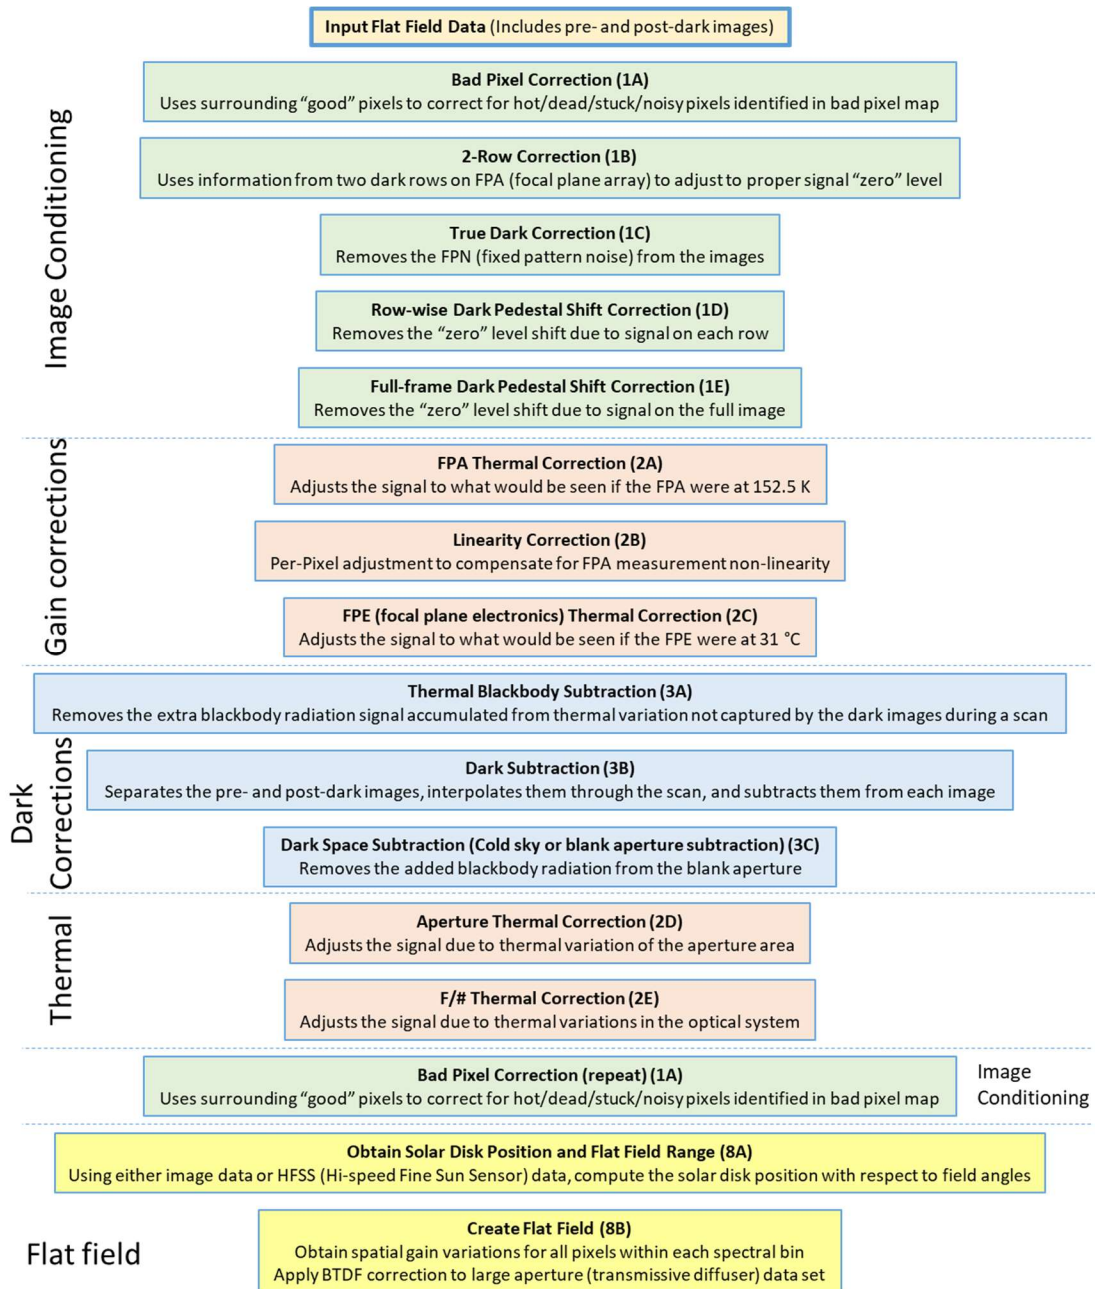 Input Flat Field Data (Includes pre- and post-dark images)
Image Conditioning
Bad Pixel Correction (1A)
Uses surrounding “good” pixels to correct for hot/dead/stuck/noisy pixels identified in bad pixel map
2-Row Correction (1B)
Uses information from two dark rows on FPA (focal plane array) to adjust to proper signal “zero” level
True Dark Correction (1C)
Removes the FPN (fixed pattern noise) from the images
Row-wise Dark Pedestal Shift Correction (1D)
Removes the “zero” level shift due to signal on each row
Full-frame Dark Pedestal Shift Correction (1E)
Removes the “zero” level shift due to signal on the full image
Gain corrections
FPA Thermal Correction (2A)
Adjusts the signal to what would be seen if the FPA were at 152.5 K
Linearity Correction (2B)
Per-Pixel adjustment to compensate for FPA measurement non-linearity
FPE (focal plane electronics) Thermal Correction (2C)
Adjusts the signal to what would be seen if the FPE were at 31 °C
Dark
Corrections
Thermal Blackbody Subtraction (3A)
Removes the extra blackbody radiation signal accumulated from thermal variation not captured by the dark images during a scan
Dark Subtraction (3B)
Separates the pre- and post-dark images, interpolates them through the scan, and subtracts them from each image
Dark Space Subtraction (Cold sky or blank aperture subtraction) (3C)
Removes the added blackbody radiation from the blank aperture
Thermal
Aperture Thermal Correction (2D)
Adjusts the signal due to thermal variation of the aperture area
F/# Thermal Correction (2E)
Adjusts the signal due to thermal variations in the optical system
Bad Pixel Correction (repeat) (1A)
Uses surrounding “good” pixels to correct for hot/dead/stuck/noisy pixels identified in bad pixel map
Image
Conditioning
Obtain Solar Disk Position and Flat Field Range (8A)
Using either image data or HFSS (Hi-speed Fine Sun Sensor) data, compute the solar disk position with respect to field angles
Flat field
Create Flat Field (8B)
Obtain spatial gain variations for all pixels within each spectral bin
Apply BTDF correction to large aperture (transmissive diffuser) data set